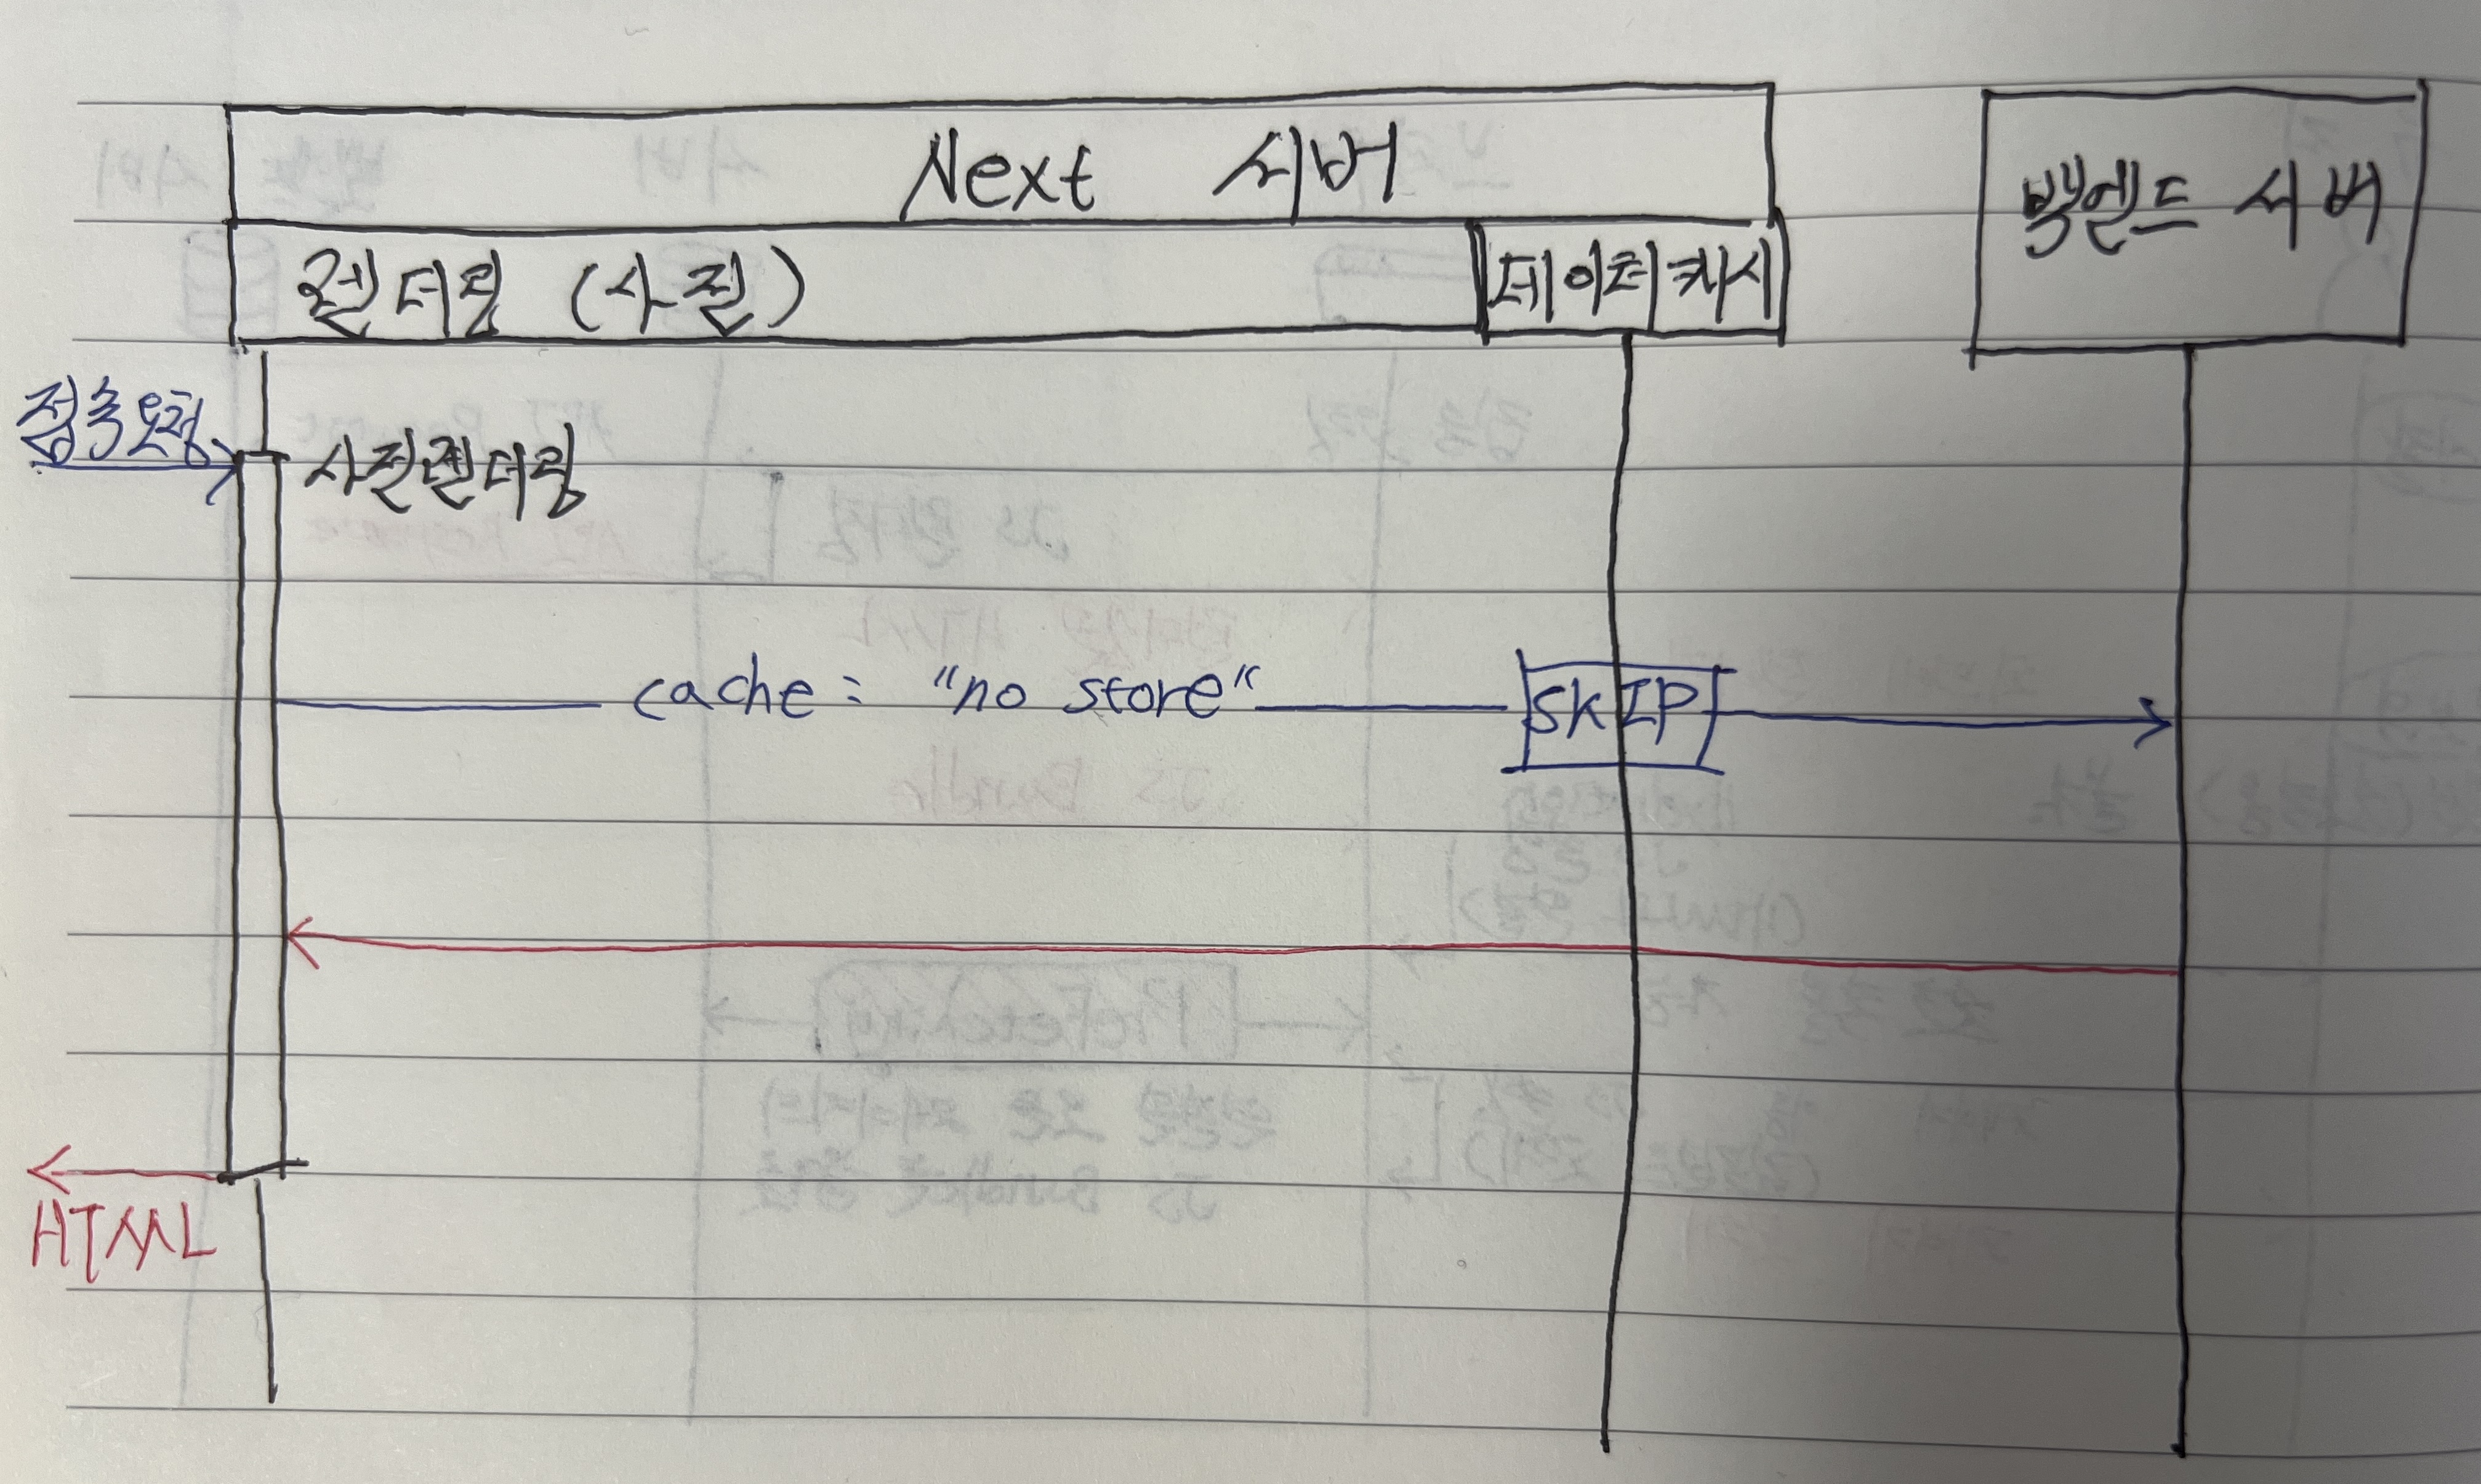 Next 서버
백엔드 서버
렌더링 (사전)
데이터 캐시
접속요청
사전렌더링
cache : "no store"
SKIP
HTML